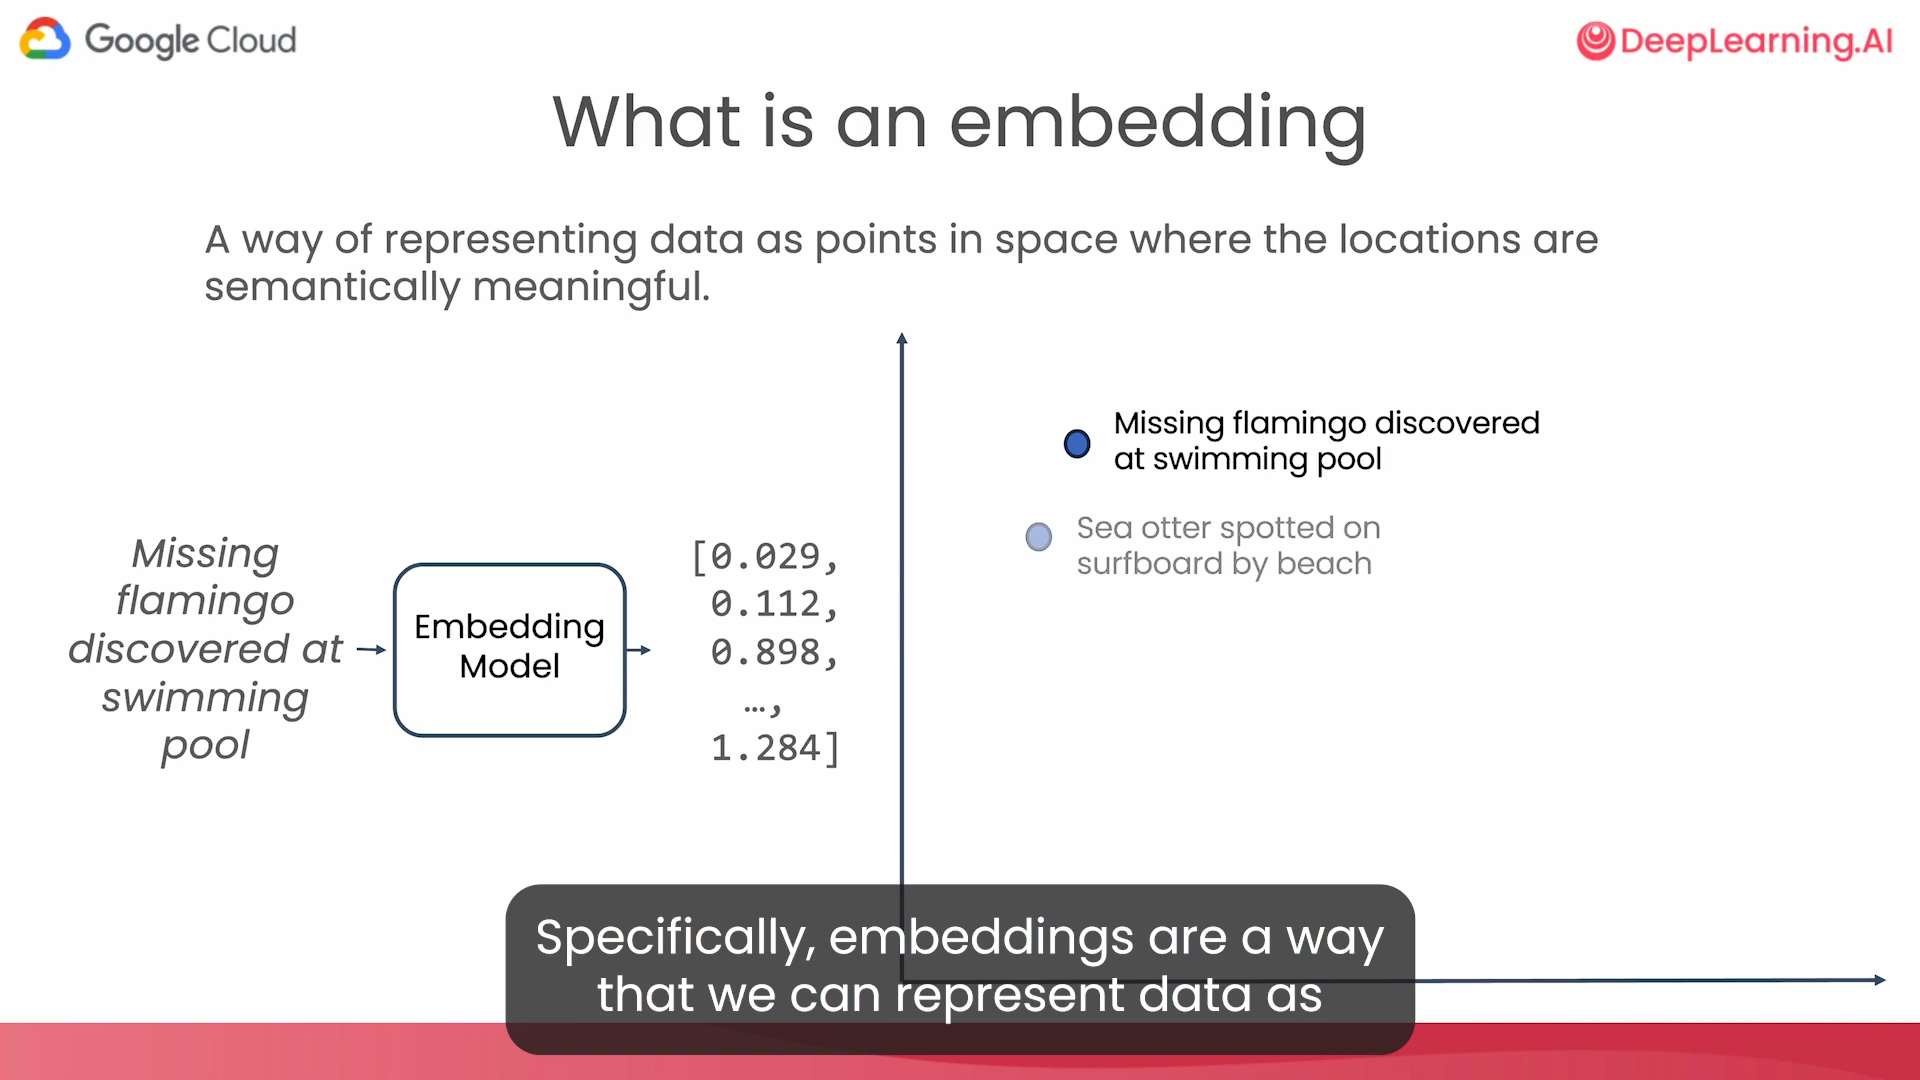 Google Cloud
DeepLearning.AI
What is an embedding
A way of representing data as points in space where the locations are
semantically meaningful.
Missing
flamingo
discovered at
swimming
pool
Embedding
Model
[0.029,
0.112,
0.898,
…,
1.284]
Missing flamingo discovered
at swimming pool
Sea otter spotted on
surfboard by beach
Specifically, embeddings are a way
that we can represent data as